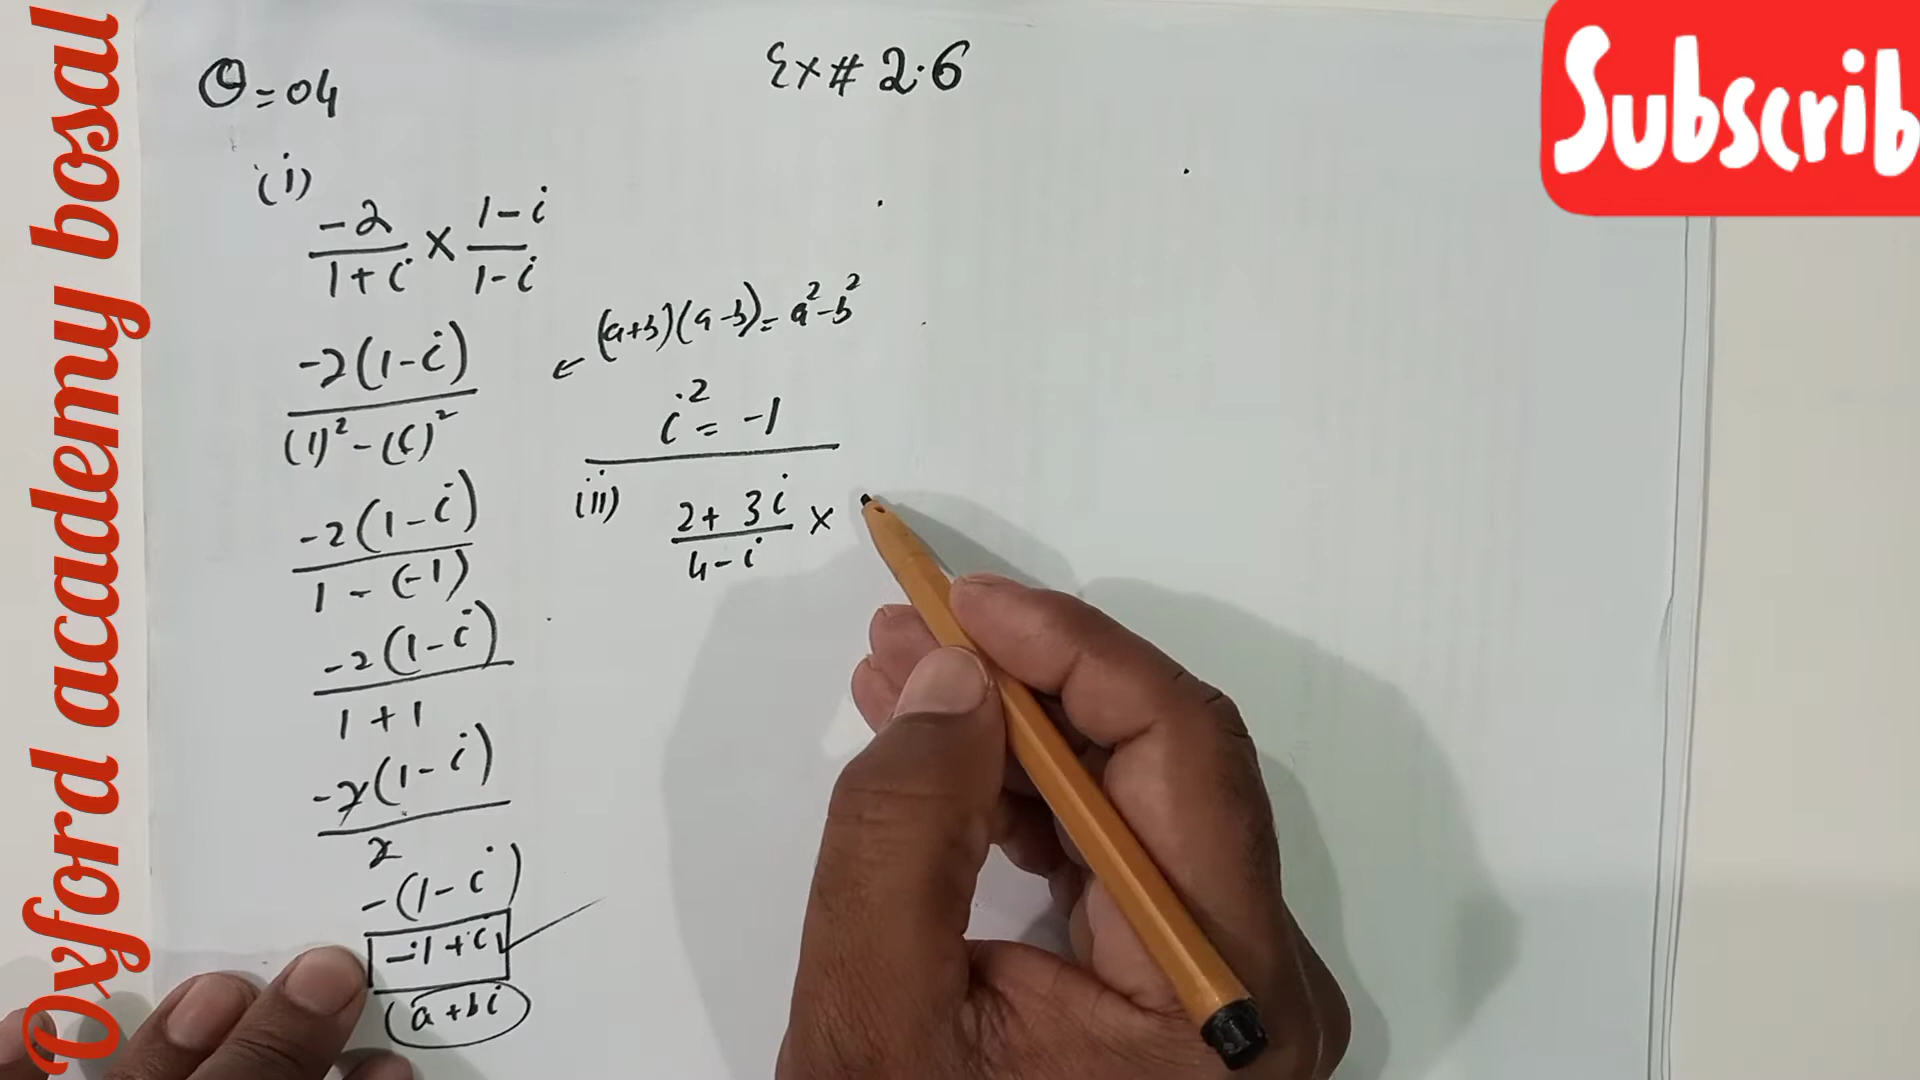 Oxford academy bosal
Subscrib
Q=04
Ex# 2.6
(i)
-2/1+i × 1-i/1-i
-2(1-i)/(1)²-(i)²
-2(1-i)/1-(-1)
-2(1-i)/1+1
-2(1-i)/2
-(1-i)
-1+i
(a+bi)
(a+b)(a-b)=a²-b²
←
i²=-1
(ii) 2+3i/4-i ×